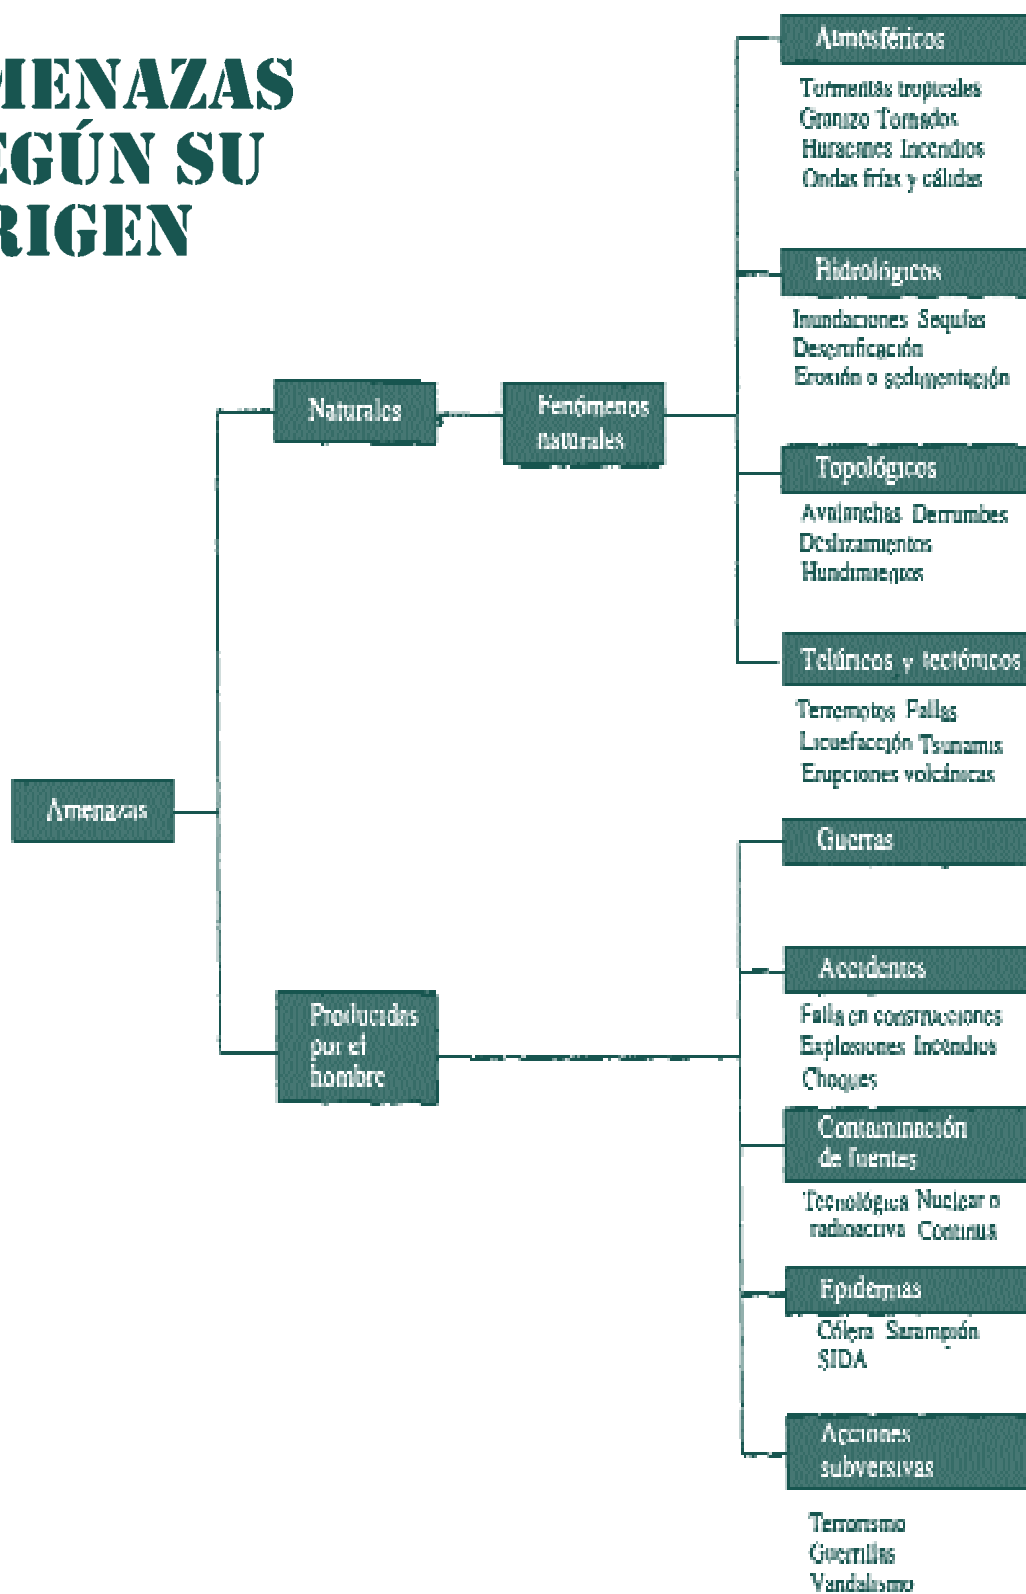 MENAZAS
EGÚN SU
RIGEN
Atmosféricos
Tormentas tropicales
Granizo Tornados
Huracanes Incendios
Ondas frías y cálidas
Hidrológicos
Inundaciones Sequías
Desertificación
Erosión o sedimentación
Naturales
Fenómenos
naturales
Topológicos
Avalanchas Derrumbes
Deslizamientos
Hundimientos
Telúricos y tectónicos
Terremotos Fallas
Licuefacción Tsunamis
Erupciones volcánicas
Amenazas
Guerras
Producidas
por el
hombre
Accidentes
Falla en construcciones
Explosiones Incendios
Choques
Contaminación
de fuentes
Tecnológica Nuclear o
radioactiva Continua
Epidemias
Cólera Sarampión
SIDA
Acciones
subversivas
Terrorismo
Guerrillas
Vandalismo